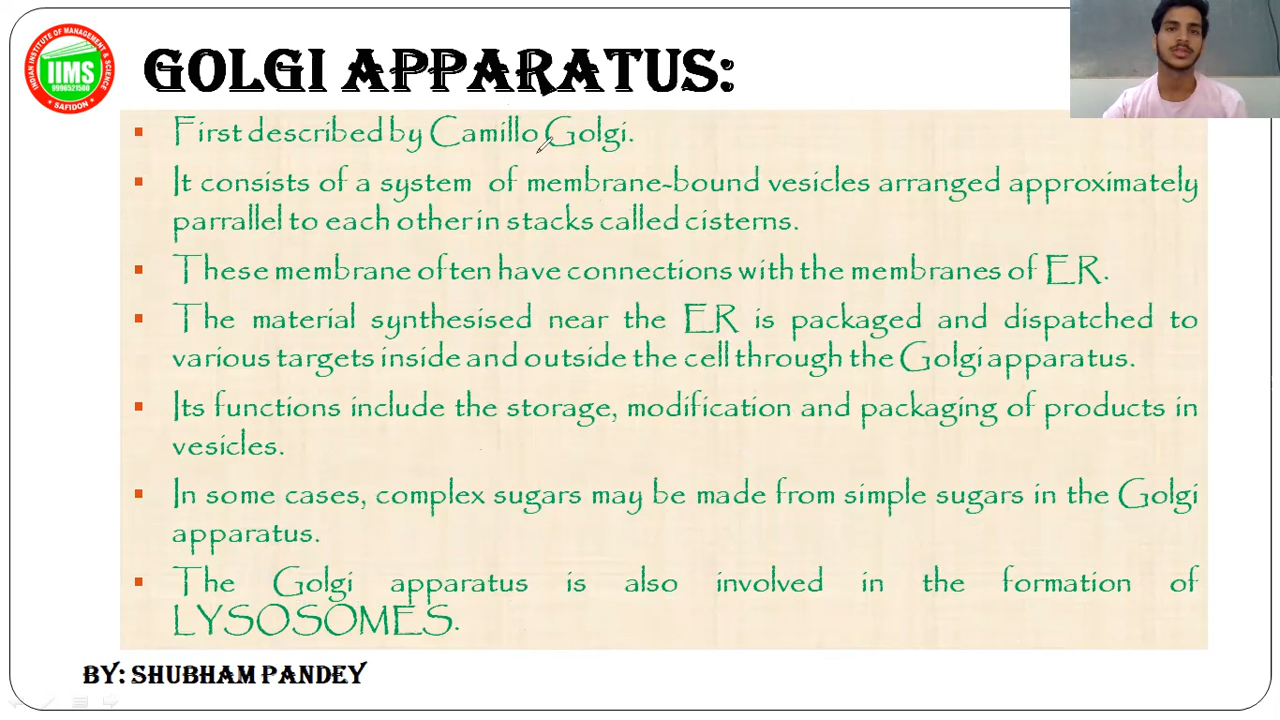 INDIAN INSTITUTE OF MANAGEMENT & SCIENCE
IIMS
9996521580
SAFIDON
GOLGI APPARATUS:
▪ First described by Camillo Golgi.
▪ It consists of a system of membrane-bound vesicles arranged approximately
parrallel to each other in stacks called cisterns.
▪ These membrane often have connections with the membranes of ER.
▪ The material synthesised near the ER is packaged and dispatched to
various targets inside and outside the cell through the Golgi apparatus.
▪ Its functions include the storage, modification and packaging of products in
vesicles.
▪ In some cases, complex sugars may be made from simple sugars in the Golgi
apparatus.
▪ The Golgi apparatus is also involved in the formation of
LYSOSOMES.
BY: SHUBHAM PANDEY